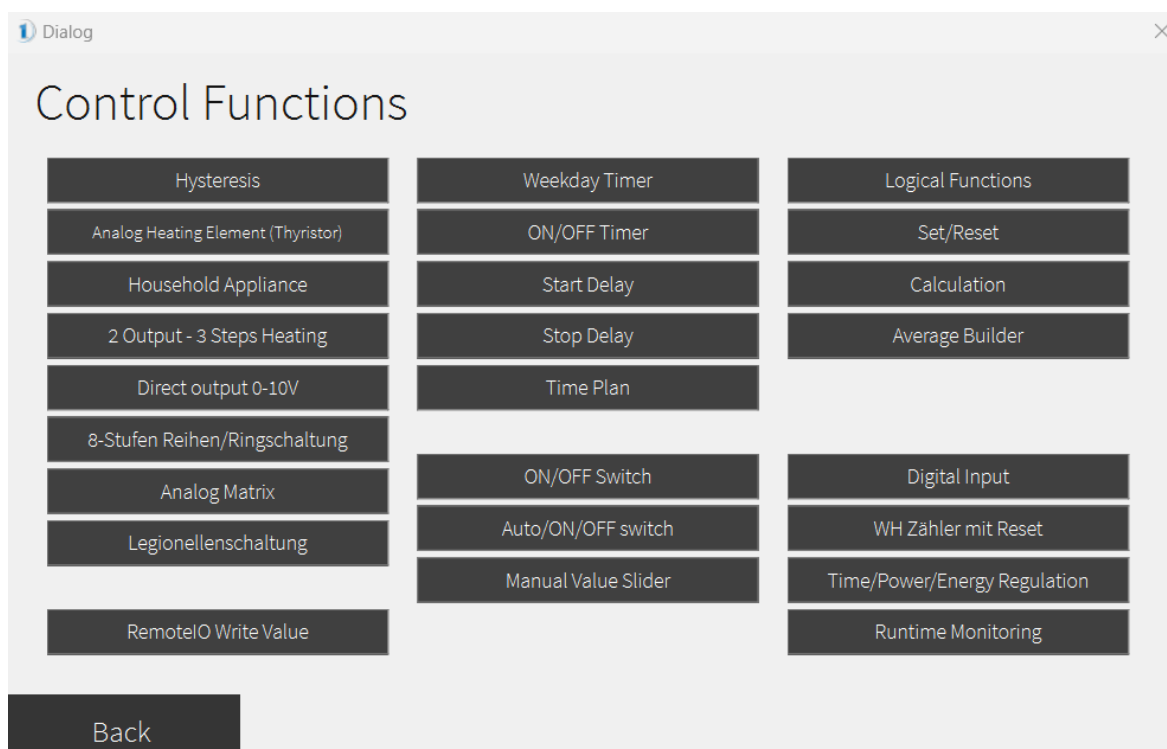 Dialog
Control Functions
Hysteresis
Analog Heating Element (Thyristor)
Household Appliance
2 Output - 3 Steps Heating
Direct output 0-10V
8-Stufen Reihen/Ringschaltung
Analog Matrix
Legionellenschaltung
RemoteIO Write Value
Weekday Timer
ON/OFF Timer
Start Delay
Stop Delay
Time Plan
ON/OFF Switch
Auto/ON/OFF switch
Manual Value Slider
Logical Functions
Set/Reset
Calculation
Average Builder
Digital Input
WH Zähler mit Reset
Time/Power/Energy Regulation
Runtime Monitoring
Back